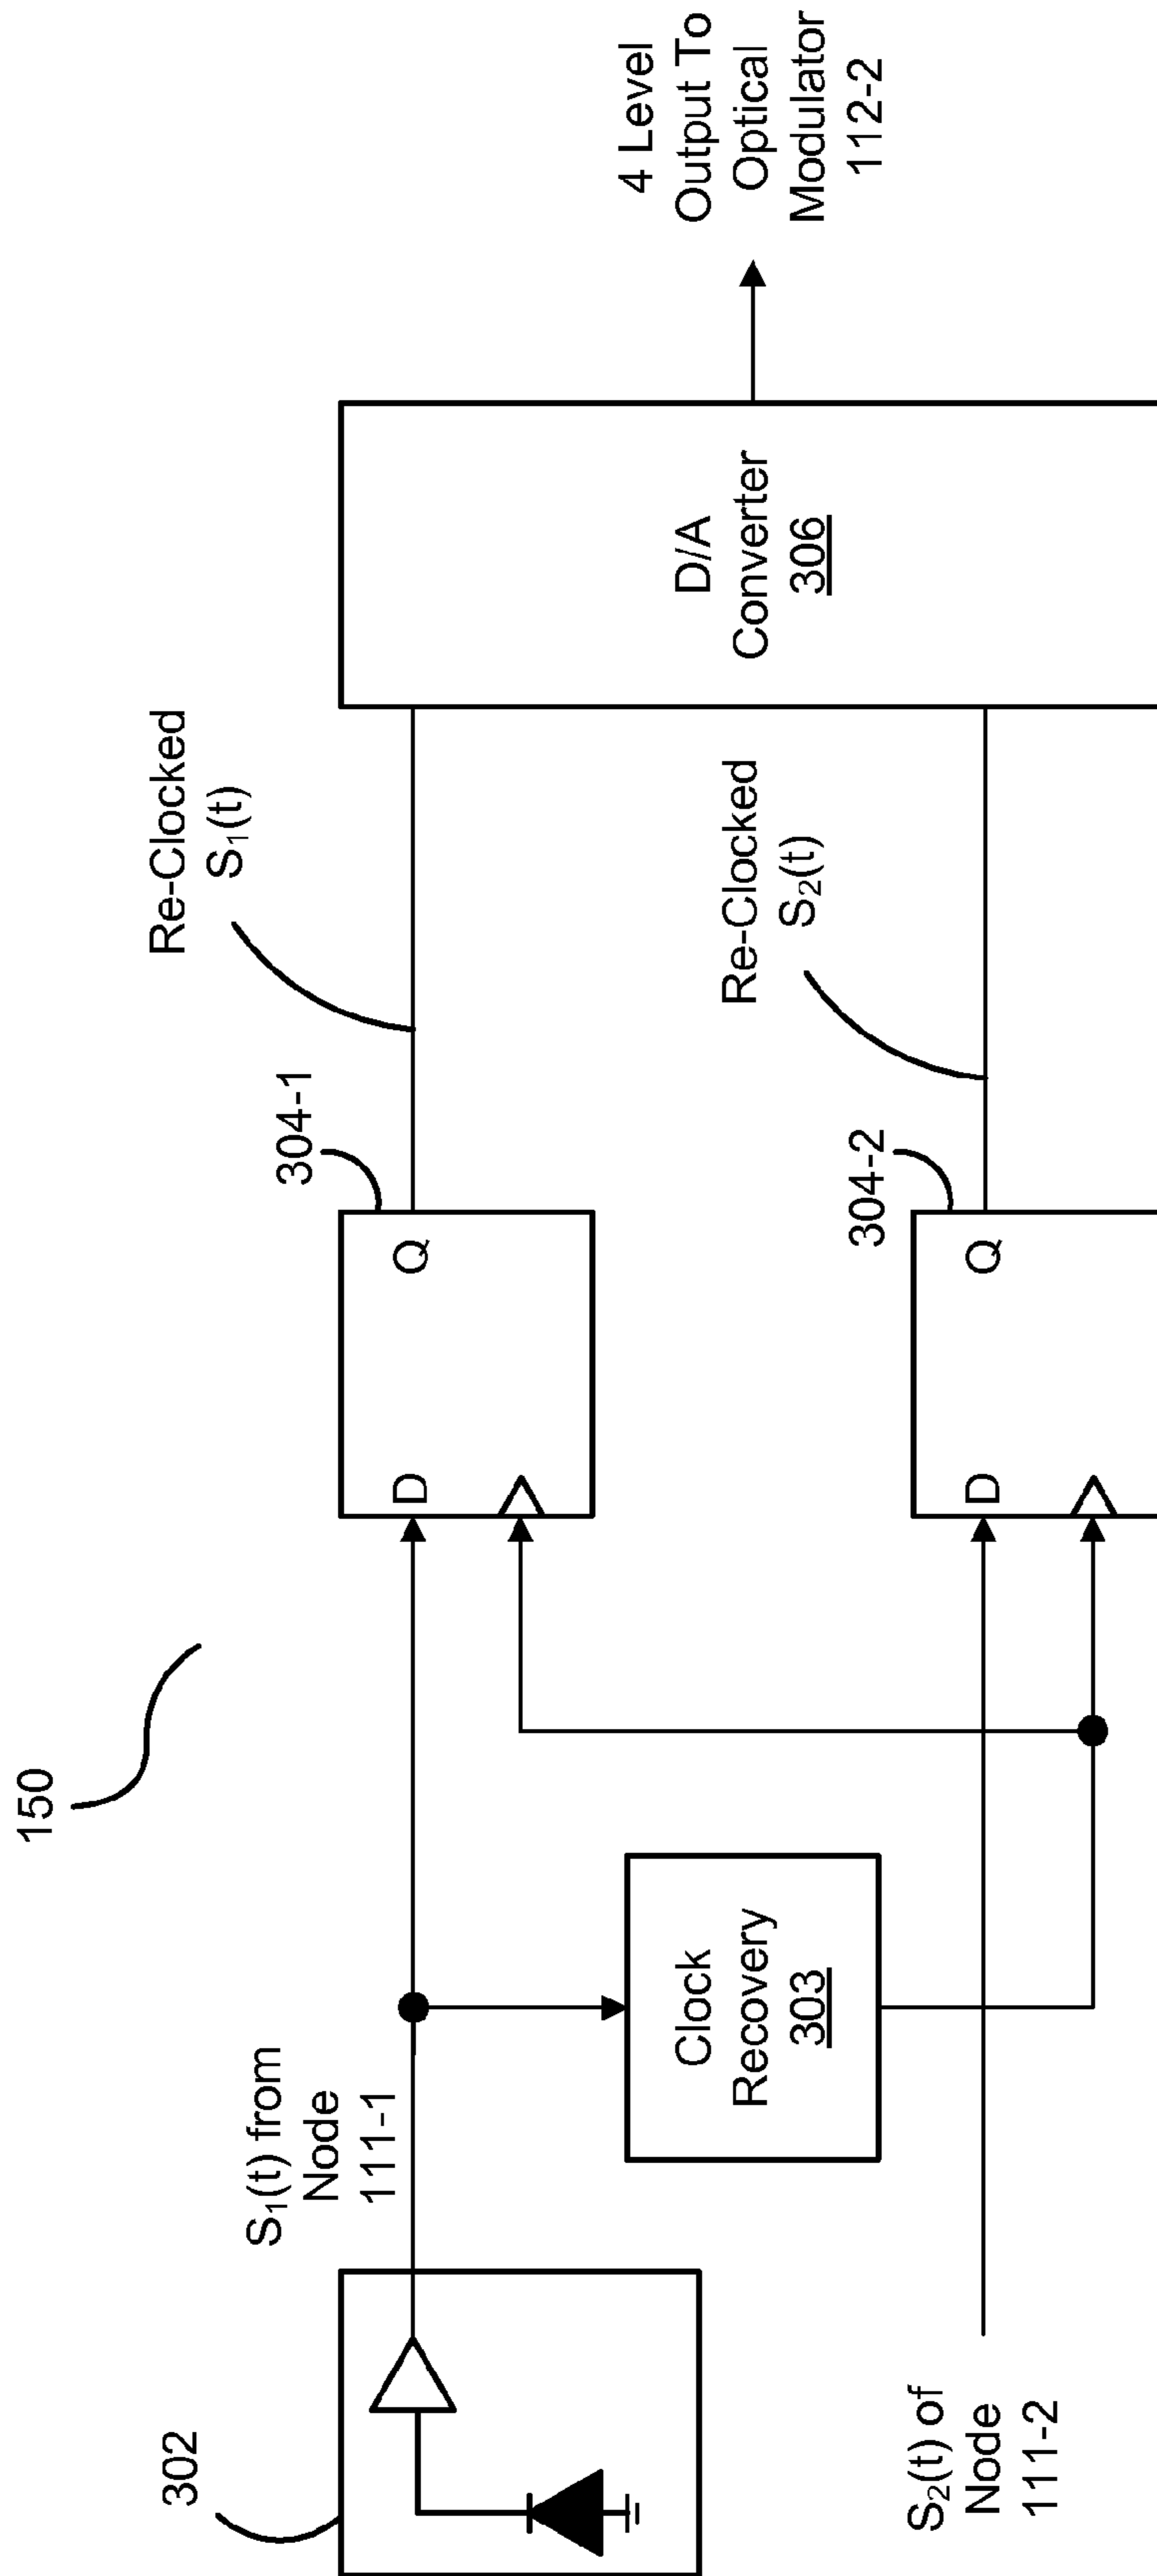 150
302
S₁(t) from
Node
111-1
Clock
Recovery
303
S₂(t) of
Node
111-2
D
Q
304-1
D
Q
304-2
Re-Clocked
S₁(t)
Re-Clocked
S₂(t)
D/A
Converter
306
4 Level
Output To
Optical
Modulator
112-2